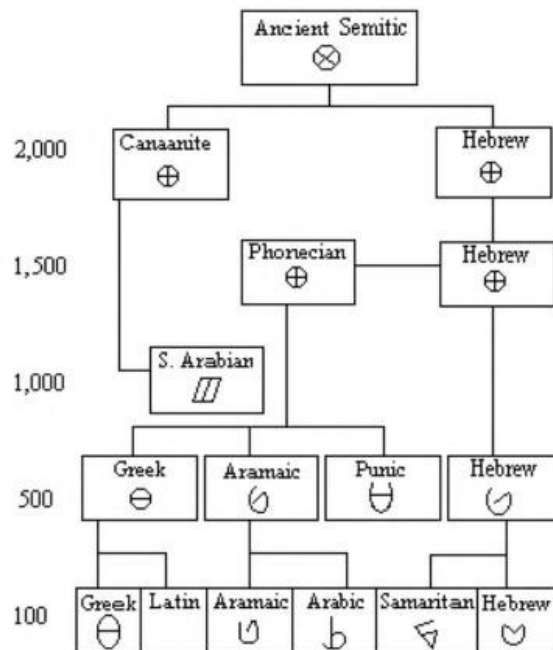 Ancient Semitic
2,000
Canaanite
Hebrew
1,500
Phonecian
Hebrew
1,000
S. Arabian
500
Greek
Aramaic
Punic
Hebrew
100
Greek
Latin
Aramaic
Arabic
Samaritan
Hebrew